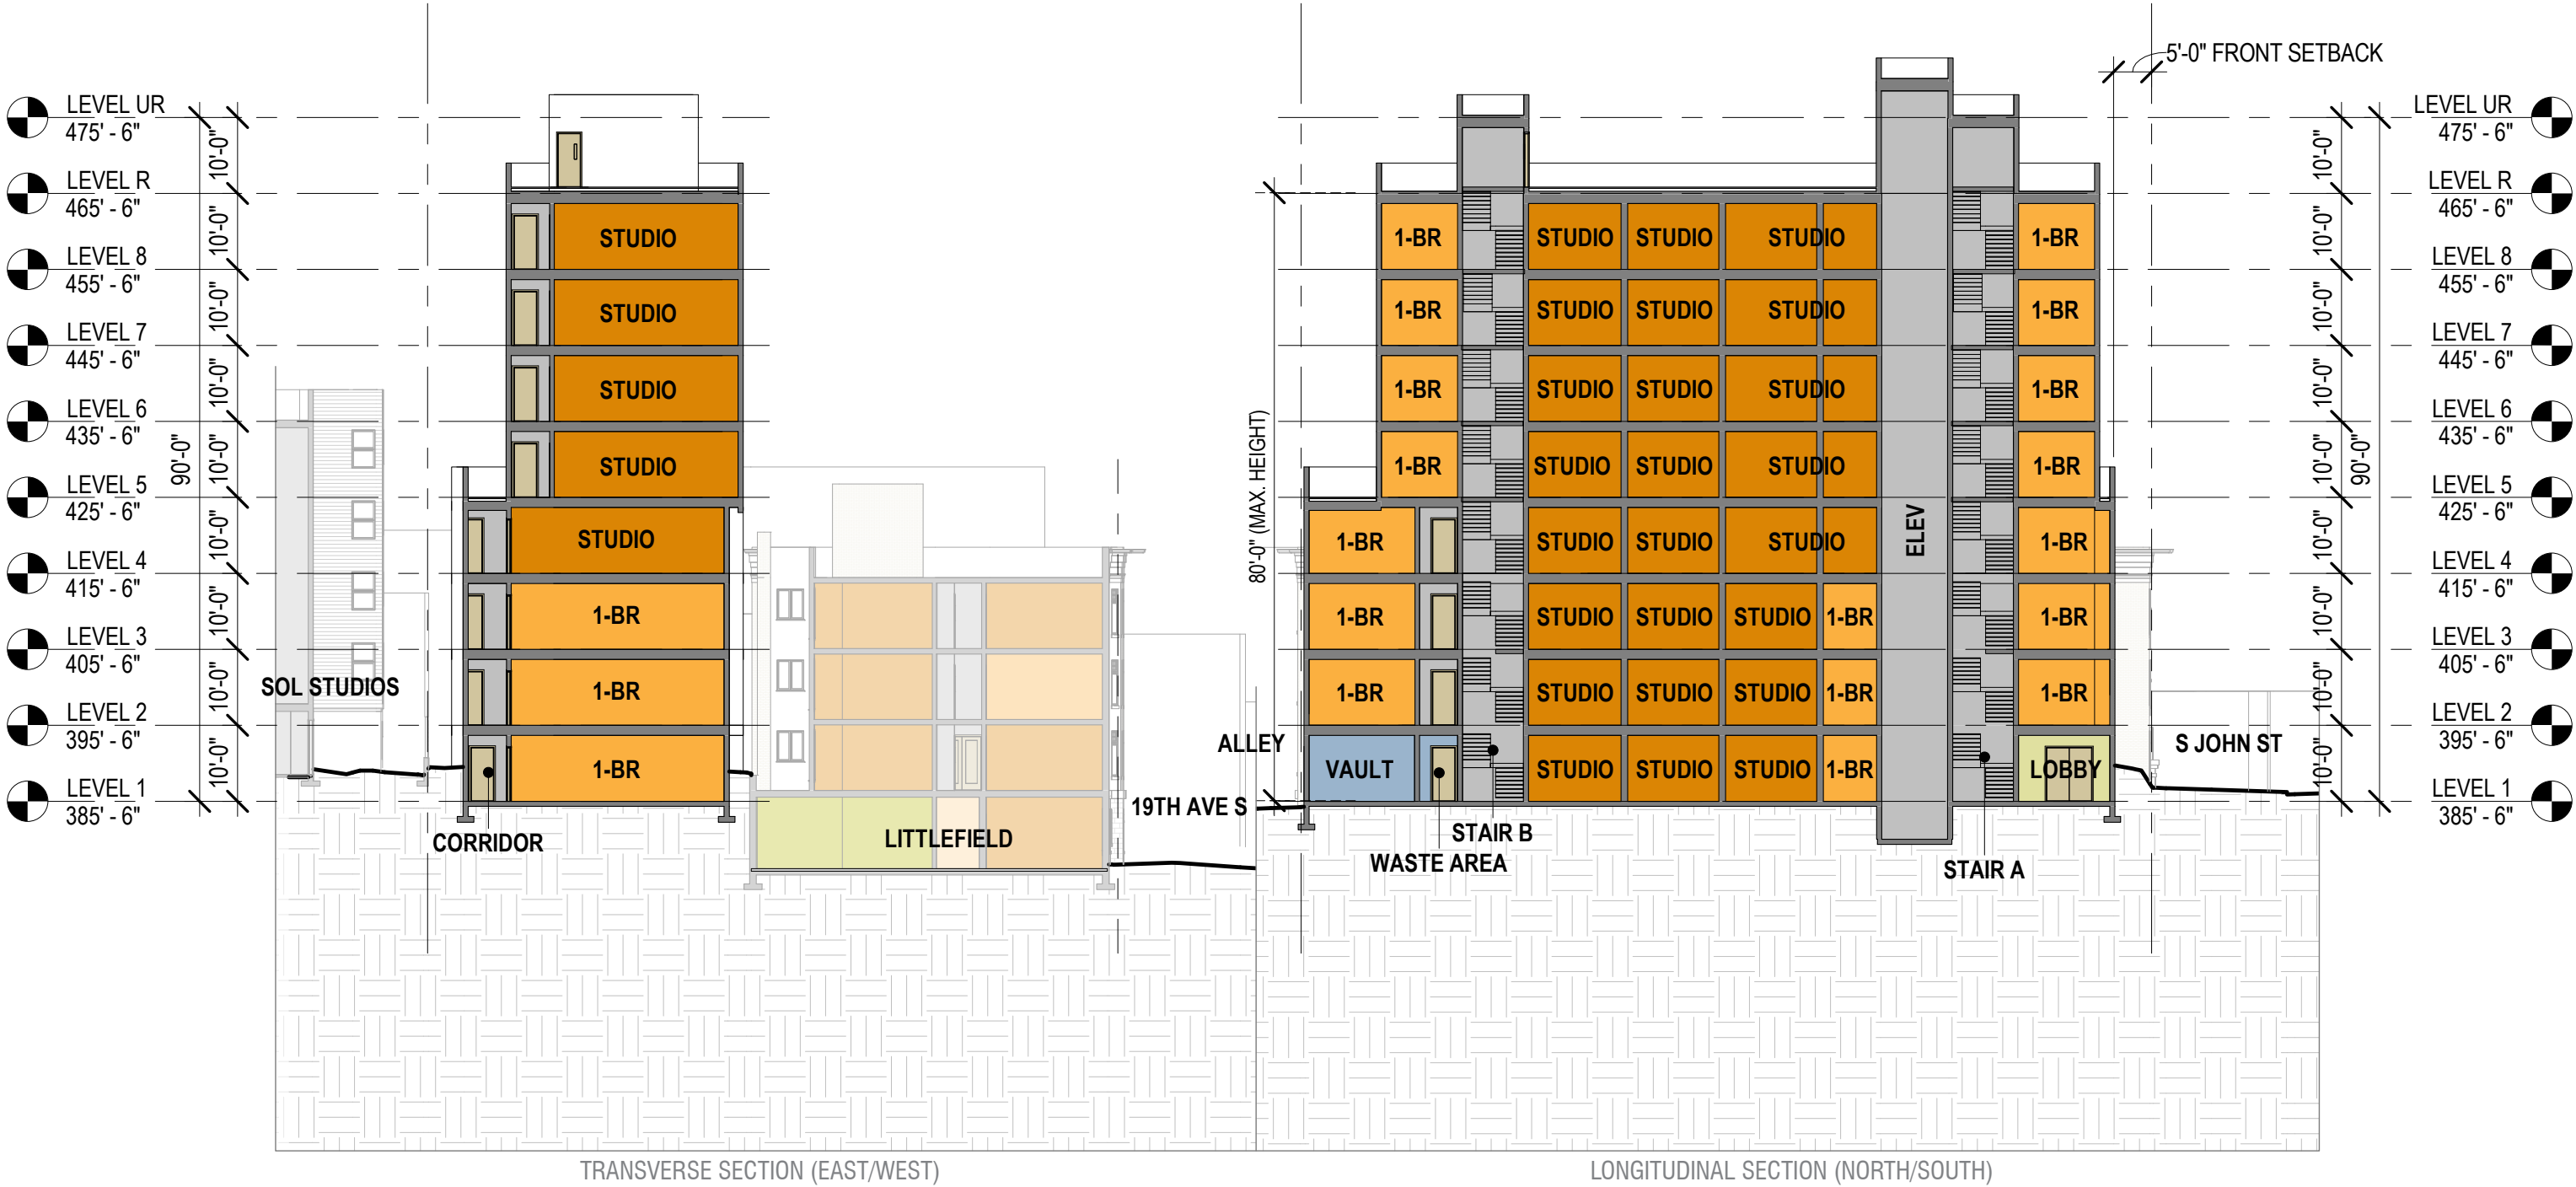 5'-0" FRONT SETBACK
LEVEL UR
475' - 6"
LEVEL R
465' - 6"
LEVEL 8
455' - 6"
LEVEL 7
445' - 6"
LEVEL 6
435' - 6"
LEVEL 5
425' - 6"
LEVEL 4
415' - 6"
LEVEL 3
405' - 6"
LEVEL 2
395' - 6"
LEVEL 1
385' - 6"
90'-0"
10'-0"
10'-0"
10'-0"
10'-0"
10'-0"
10'-0"
10'-0"
10'-0"
10'-0"
SOL STUDIOS
STUDIO
STUDIO
STUDIO
STUDIO
STUDIO
1-BR
1-BR
1-BR
CORRIDOR
LITTLEFIELD
19TH AVE S
ALLEY
80'-0" (MAX. HEIGHT)
1-BR STUDIO STUDIO STUDIO 1-BR
1-BR STUDIO STUDIO STUDIO 1-BR
1-BR STUDIO STUDIO STUDIO 1-BR
1-BR STUDIO STUDIO STUDIO 1-BR
1-BR STUDIO STUDIO STUDIO ELEV 1-BR
1-BR STUDIO STUDIO STUDIO 1-BR 1-BR
1-BR STUDIO STUDIO STUDIO 1-BR 1-BR
VAULT STUDIO STUDIO STUDIO 1-BR LOBBY
STAIR B
WASTE AREA
STAIR A
S JOHN ST
10'-0"
10'-0"
10'-0"
10'-0"
10'-0"
10'-0"
10'-0"
10'-0"
10'-0"
90'-0"
LEVEL UR
475' - 6"
LEVEL R
465' - 6"
LEVEL 8
455' - 6"
LEVEL 7
445' - 6"
LEVEL 6
435' - 6"
LEVEL 5
425' - 6"
LEVEL 4
415' - 6"
LEVEL 3
405' - 6"
LEVEL 2
395' - 6"
LEVEL 1
385' - 6"
TRANSVERSE SECTION (EAST/WEST)
LONGITUDINAL SECTION (NORTH/SOUTH)